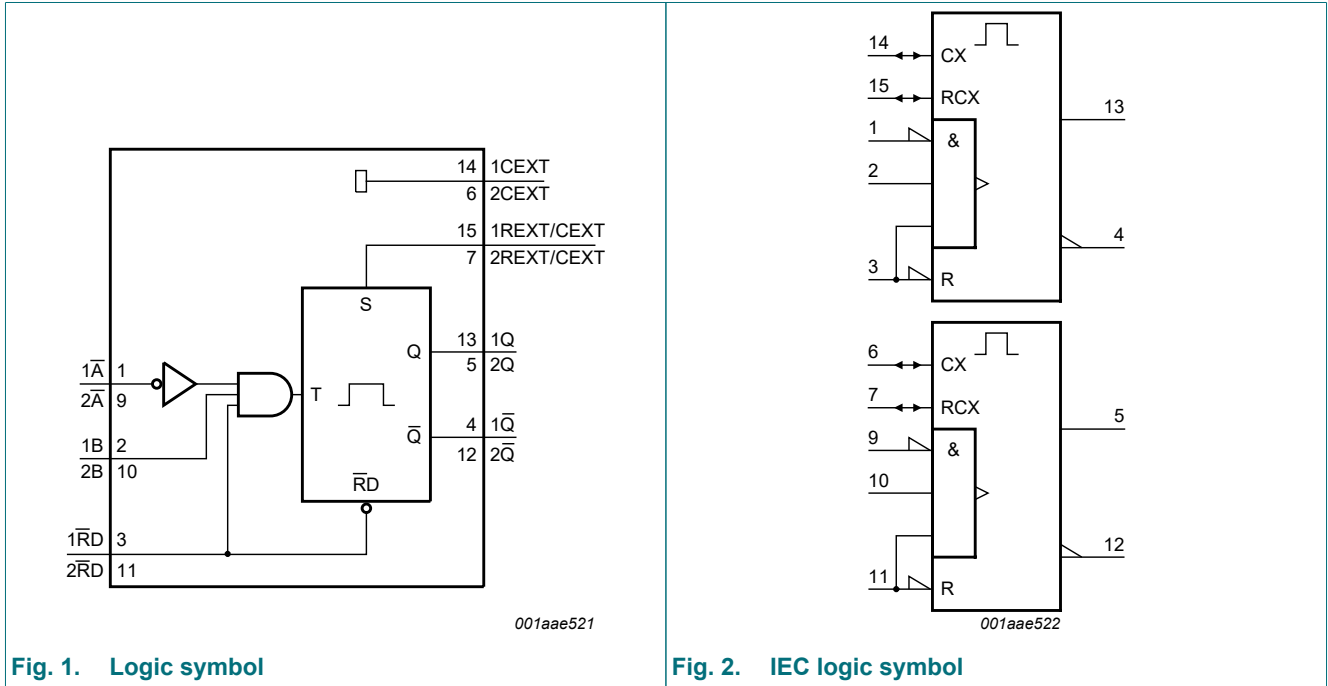 14 1CEXT
6 2CEXT
15 1REXT/CEXT
7 2REXT/CEXT
S
Q
13 1Q
5 2Q
1A̅ 1
2A̅ 9
T
1B 2
2B 10
Q̅
4 1Q̅
12 2Q̅
R̅D
1R̅D 3
2R̅D 11
001aae521
Fig. 1. Logic symbol
14 CX
15 RCX
1 &
2
3 R
13
4
6 CX
7 RCX
9 &
10
11 R
5
12
001aae522
Fig. 2. IEC logic symbol